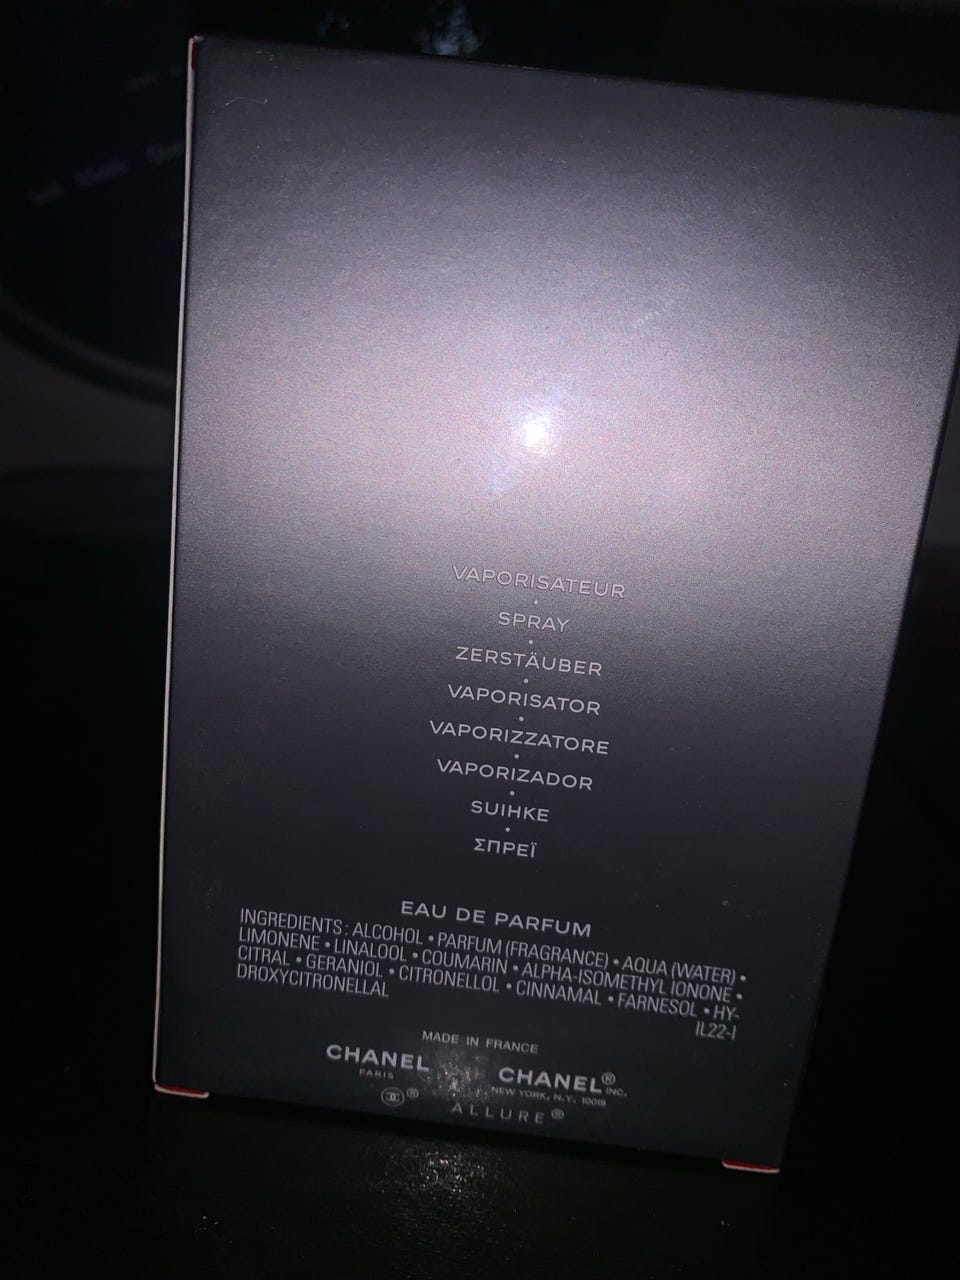 VAPORISATEUR
•
SPRAY
•
ZERSTÄUBER
•
VAPORISATOR
•
VAPORIZZATORE
•
VAPORIZADOR
•
SUIHKE
•
ΣΠΡΕΪ
EAU DE PARFUM
INGREDIENTS: ALCOHOL • PARFUM (FRAGRANCE) • AQUA (WATER) •
LIMONENE • LINALOOL • COUMARIN • ALPHA-ISOMETHYL IONONE •
CITRAL • GERANIOL • CITRONELLOL • CINNAMAL • FARNESOL • HY-
DROXYCITRONELLAL
IL22-I
MADE IN FRANCE
CHANEL
PARIS
CHANEL® INC.
NEW YORK, N.Y. 10019
®
ALLURE®